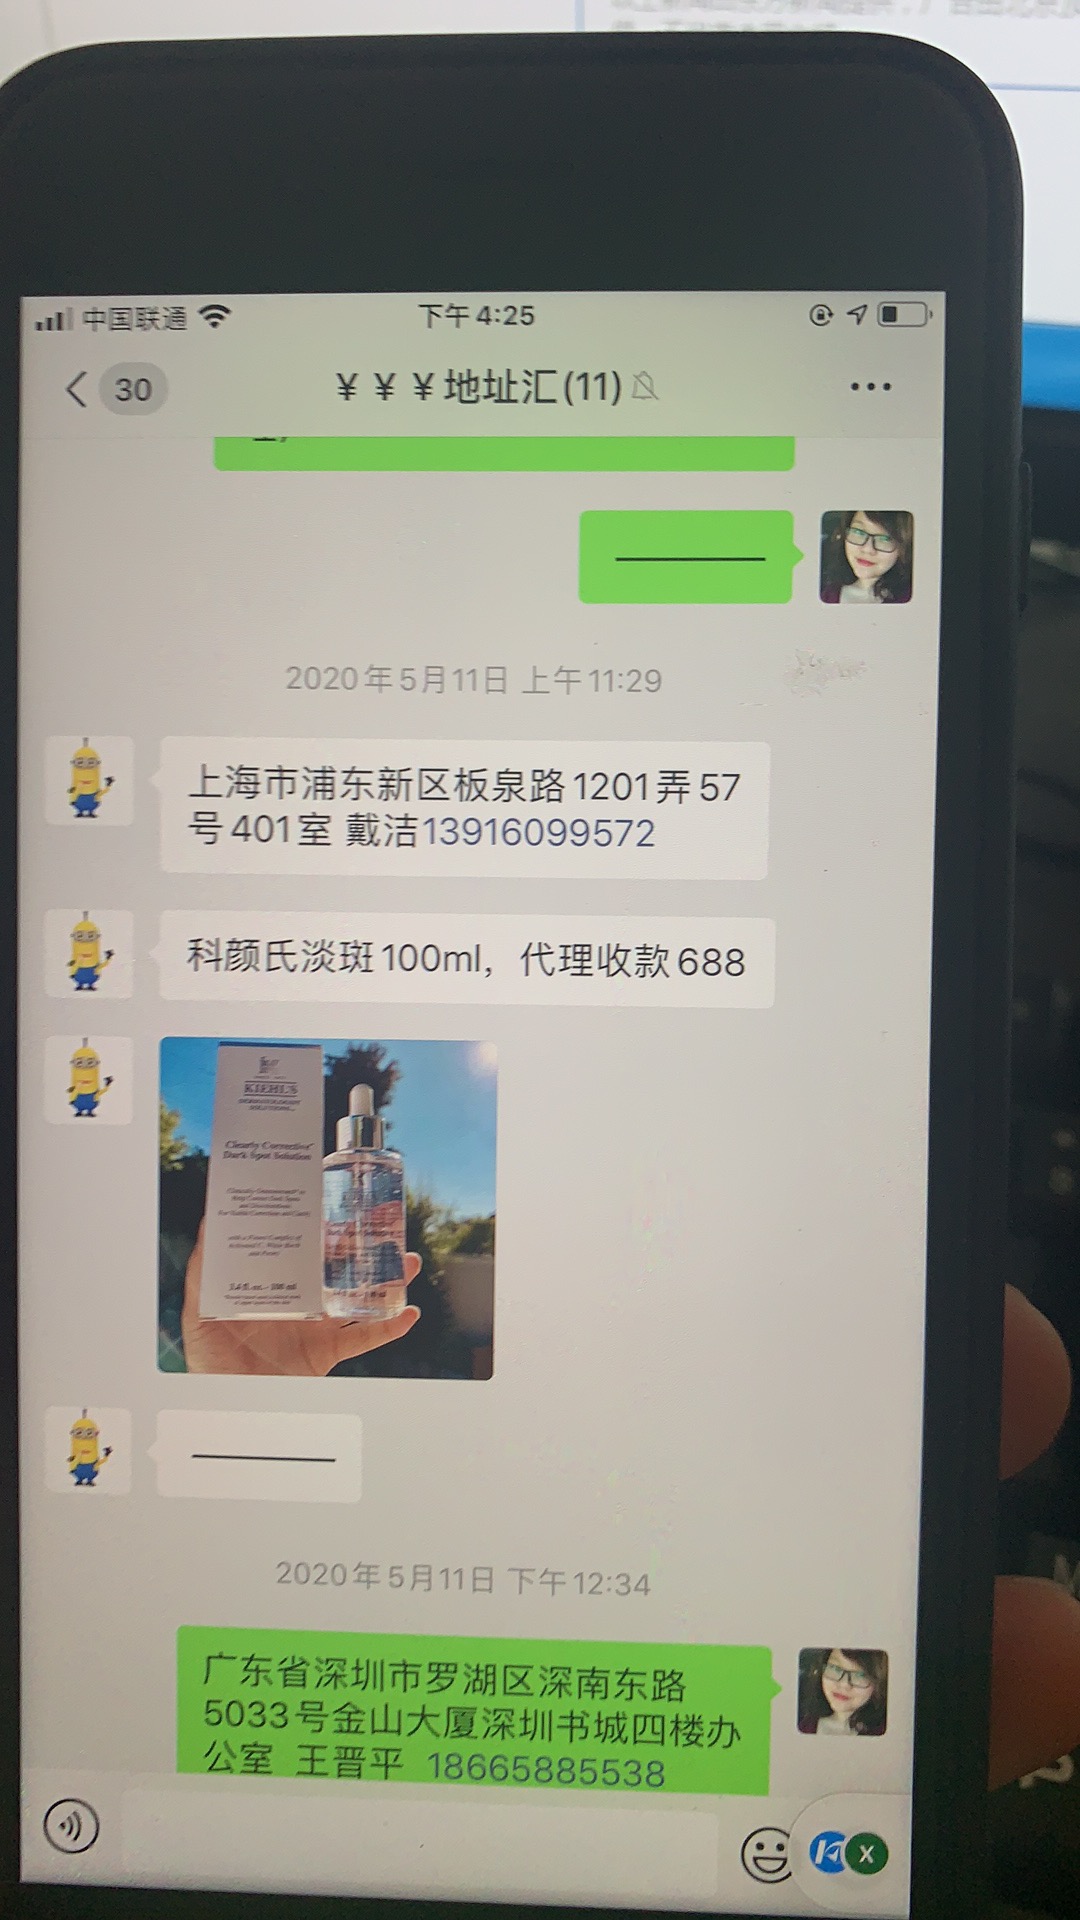 中国联通
下午4:25
30
¥ ¥ ¥地址汇(11)
2020年5月11日 上午11:29
上海市浦东新区板泉路1201弄57
号401室 戴洁13916099572
科颜氏淡斑100ml，代理收款688
KIEHL'S
DERMATOLOGIST
SOLUTIONS
Clearly Corrective
Dark Spot Solution
2020年5月11日 下午12:34
广东省深圳市罗湖区深南东路
5033号金山大厦深圳书城四楼办
公室 王晋平 18665885538